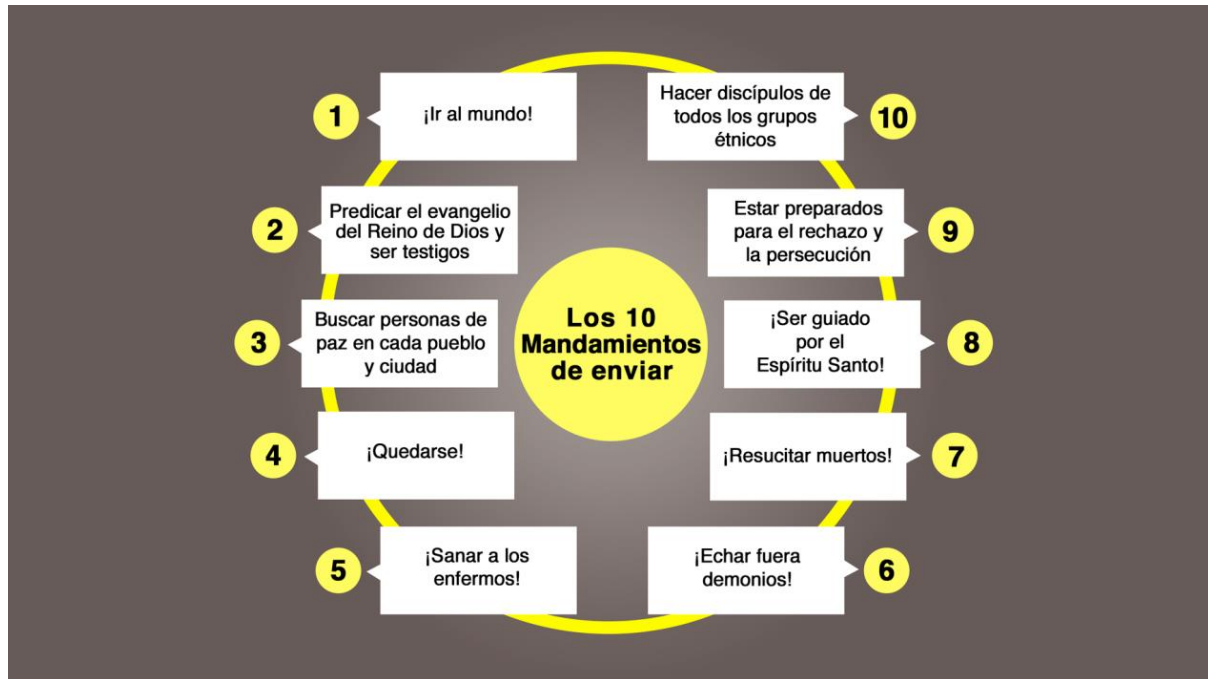 1
¡Ir al mundo!
2
Predicar el evangelio
del Reino de Dios y
ser testigos
3
Buscar personas de
paz en cada pueblo
y ciudad
4
¡Quedarse!
5
¡Sanar a los
enfermos!
Los 10
Mandamientos
de enviar
6
¡Echar fuera
demonios!
7
¡Resucitar muertos!
8
¡Ser guiado
por el
Espíritu Santo!
9
Estar preparados
para el rechazo y
la persecución
10
Hacer discípulos de
todos los grupos
étnicos